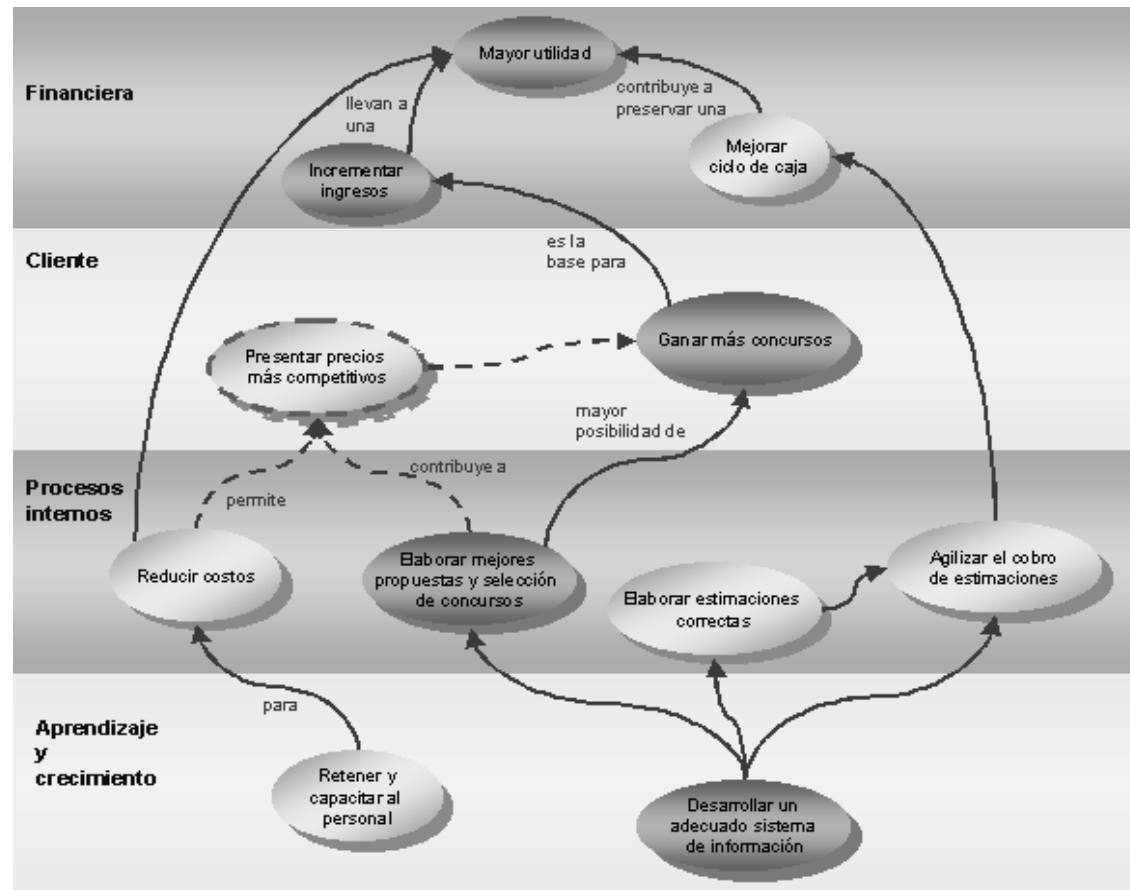 Mayor utilidad
Financiera
llevan a
una
contribuye a
preservar una
Mejorar
ciclo de caja
Incrementar
ingresos
Cliente
es la
base para
Presentar precios
más competitivos
Ganar más concursos
mayor
posibilidad de
Procesos
internos
permite
contribuye a
Reducir costos
Elaborar mejores
propuestas y selección
de concursos
Elaborar estimaciones
correctas
Agilizar el cobro
de estimaciones
Aprendizaje
y
crecimiento
para
Retener y
capacitar al
personal
Desarrollar un
adecuado sistema
de información